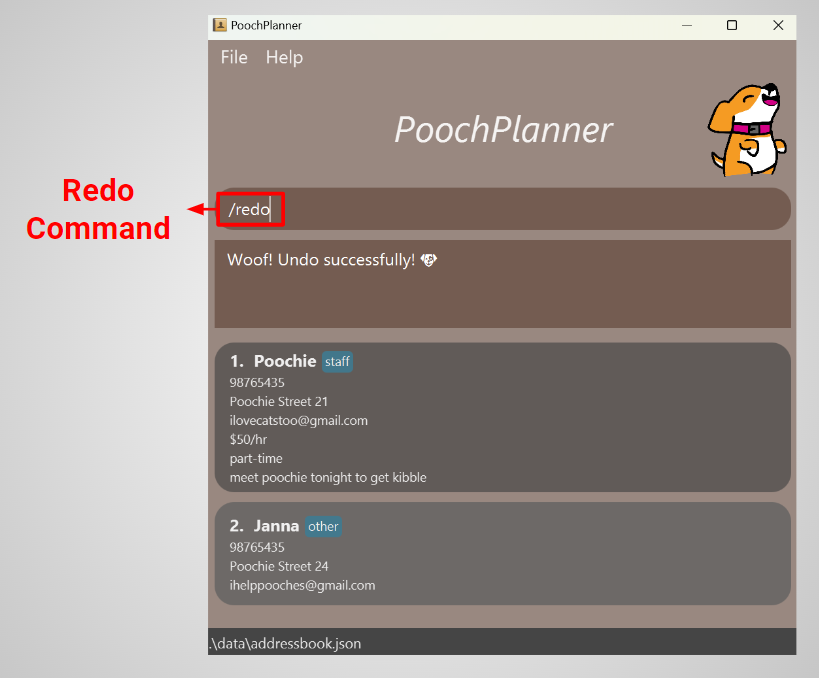 PoochPlanner
File Help
PoochPlanner
Redo
Command
/redo
Woof! Undo successfully!
1. Poochie staff
98765435
Poochie Street 21
ilovecatstoo@gmail.com
$50/hr
part-time
meet poochie tonight to get kibble
2. Janna other
98765435
Poochie Street 24
ihelppooches@gmail.com
.\data\addressbook.json